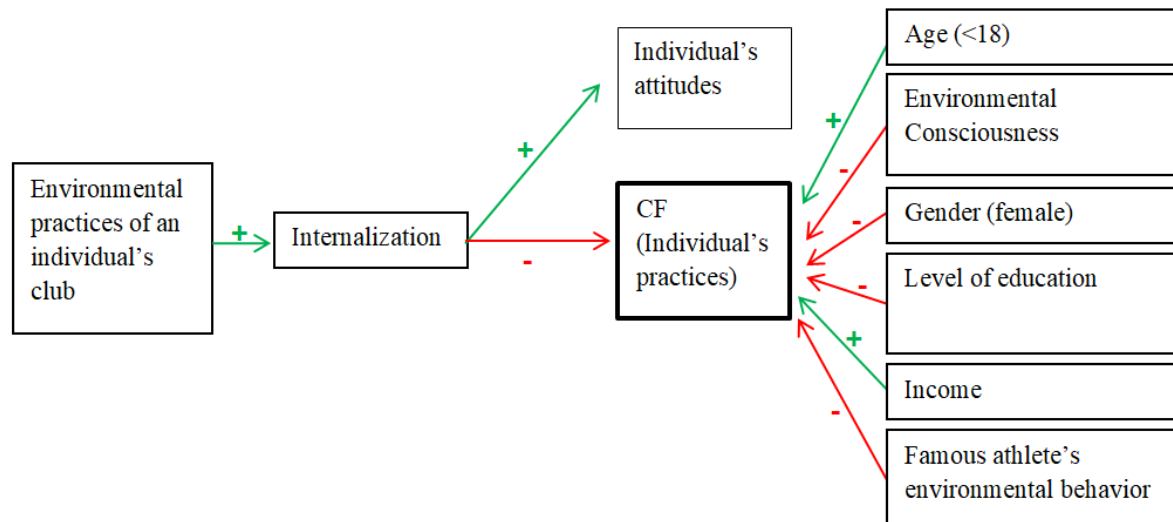 Environmental
practices of an
individual's
club
+
Internalization
+
-
Individual's
attitudes
CF
(Individual's
practices)
+
-
-
-
+
-
Age (<18)
Environmental
Consciousness
Gender (female)
Level of education
Income
Famous athlete's
environmental behavior